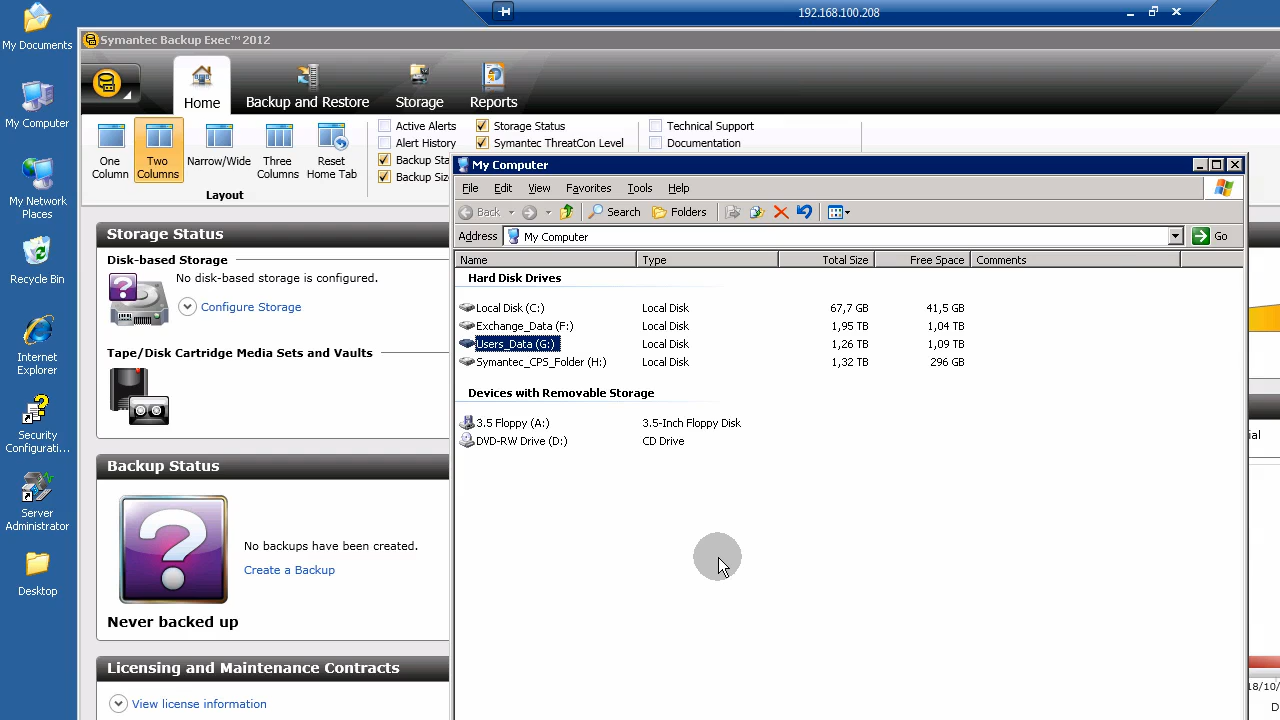 192.168.100.208
My Documents
My Computer
My Network
Places
Recycle Bin
Internet
Explorer
Security
Configurati...
Server
Administrator
Desktop
Symantec Backup Exec™ 2012
Home
Backup and Restore
Storage
Reports
One
Column
Two
Columns
Narrow/Wide
Three
Columns
Reset
Home Tab
Layout
Active Alerts
Alert History
Backup Sta
Backup Siz
Storage Status
Symantec ThreatCon Level
Technical Support
Documentation
Storage Status
Disk-based Storage
No disk-based storage is configured.
Configure Storage
Tape/Disk Cartridge Media Sets and Vaults
Backup Status
No backups have been created.
Create a Backup
Never backed up
Licensing and Maintenance Contracts
View license information
My Computer
File Edit View Favorites Tools Help
Back Search Folders
Address My Computer Go
Name Type Total Size Free Space Comments
Hard Disk Drives
Local Disk (C:) Local Disk 67,7 GB 41,5 GB
Exchange_Data (F:) Local Disk 1,95 TB 1,04 TB
Users_Data (G:) Local Disk 1,26 TB 1,09 TB
Symantec_CPS_Folder (H:) Local Disk 1,32 TB 296 GB
Devices with Removable Storage
3.5 Floppy (A:) 3.5-Inch Floppy Disk
DVD-RW Drive (D:) CD Drive
ial
18/10/
D